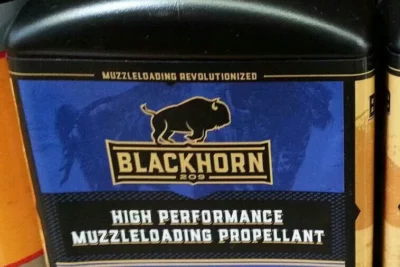 MUZZLELOADING REVOLUTIONIZED
BLACKHORN
209
HIGH PERFORMANCE
MUZZLELOADING PROPELLANT